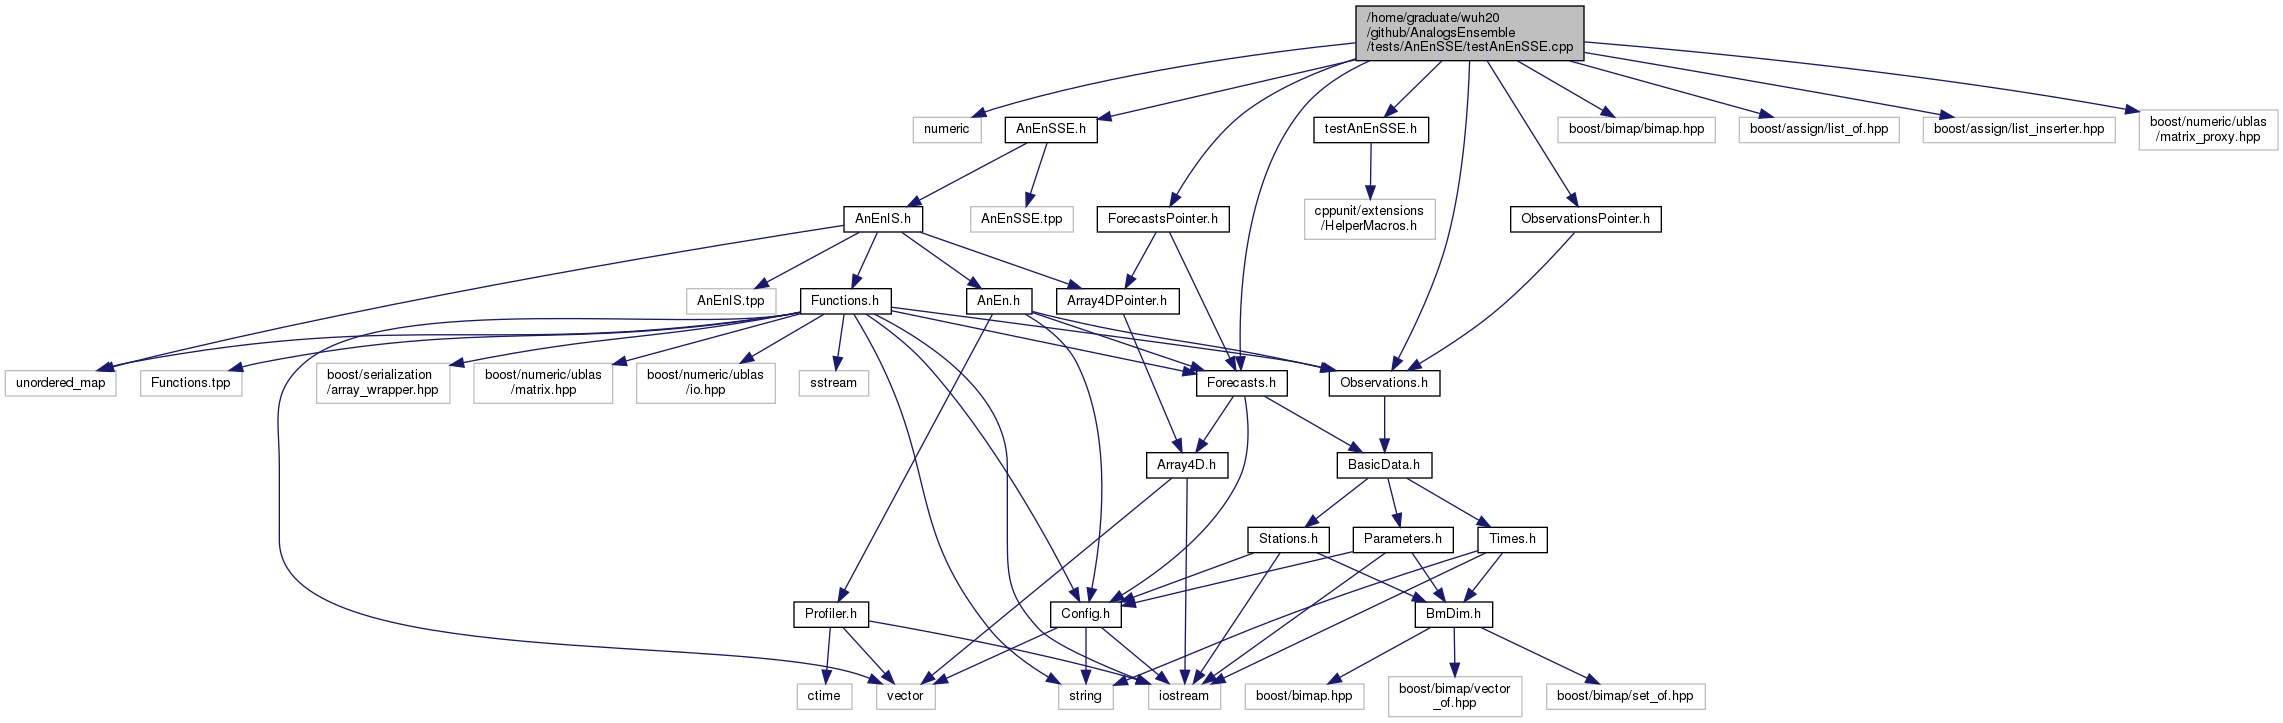 /home/graduate/wuh20
/github/AnalogsEnsemble
/tests/AnEnSSE/testAnEnSSE.cpp
numeric
AnEnSSE.h
testAnEnSSE.h
boost/bimap/bimap.hpp
boost/assign/list_of.hpp
boost/assign/list_inserter.hpp
boost/numeric/ublas
/matrix_proxy.hpp
AnEnIS.h
AnEnSSE.tpp
ForecastsPointer.h
cppunit/extensions
/HelperMacros.h
ObservationsPointer.h
AnEnIS.tpp
Functions.h
AnEn.h
Array4DPointer.h
unordered_map
Functions.tpp
boost/serialization
/array_wrapper.hpp
boost/numeric/ublas
/matrix.hpp
boost/numeric/ublas
/io.hpp
sstream
Forecasts.h
Observations.h
Array4D.h
BasicData.h
Stations.h
Parameters.h
Times.h
Profiler.h
Config.h
BmDim.h
ctime
vector
string
iostream
boost/bimap.hpp
boost/bimap/vector
_of.hpp
boost/bimap/set_of.hpp